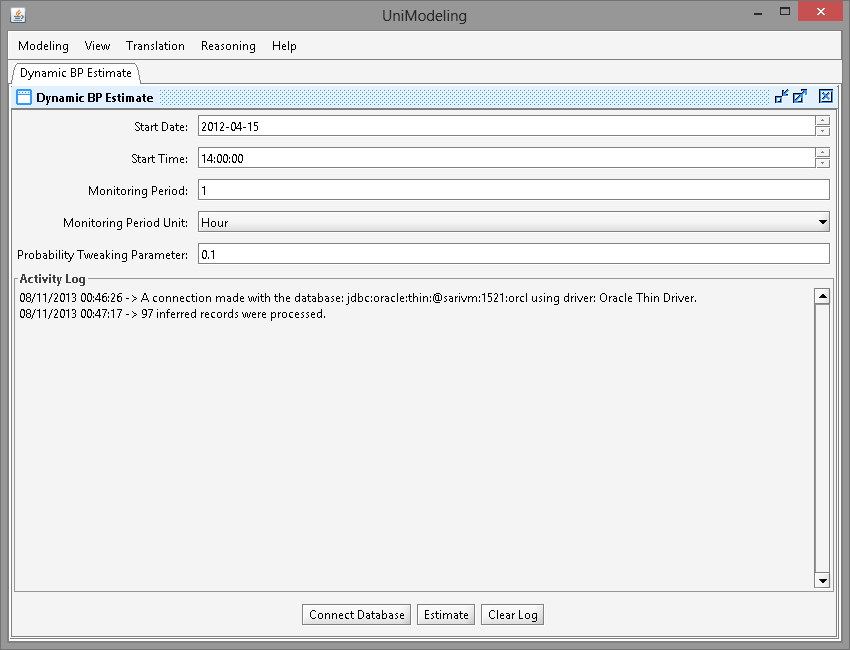 UniModeling
Modeling View Translation Reasoning Help
Dynamic BP Estimate
Dynamic BP Estimate
Start Date: 2012-04-15
Start Time: 14:00:00
Monitoring Period: 1
Monitoring Period Unit: Hour
Probability Tweaking Parameter: 0.1
Activity Log
08/11/2013 00:46:26 -> A connection made with the database: jdbc:oracle:thin:@sarivm:1521:orcl using driver: Oracle Thin Driver.
08/11/2013 00:47:17 -> 97 inferred records were processed.
Connect Database Estimate Clear Log